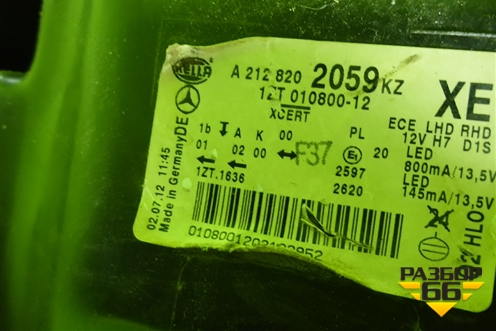 HELLA
A 212 820 2059 KZ
1ZT 010800-12
XCERT
XE
DE
1b A K 00
01 02 00 F37
1ZT.1636
PL
E1 20
2597
2620
ECE LHD RHD
12V H7 D1S
LED
800mA/13,5V
LED
145mA/13,5V
02.07.12 11:45
Made in Germany
РАЗБОР
66